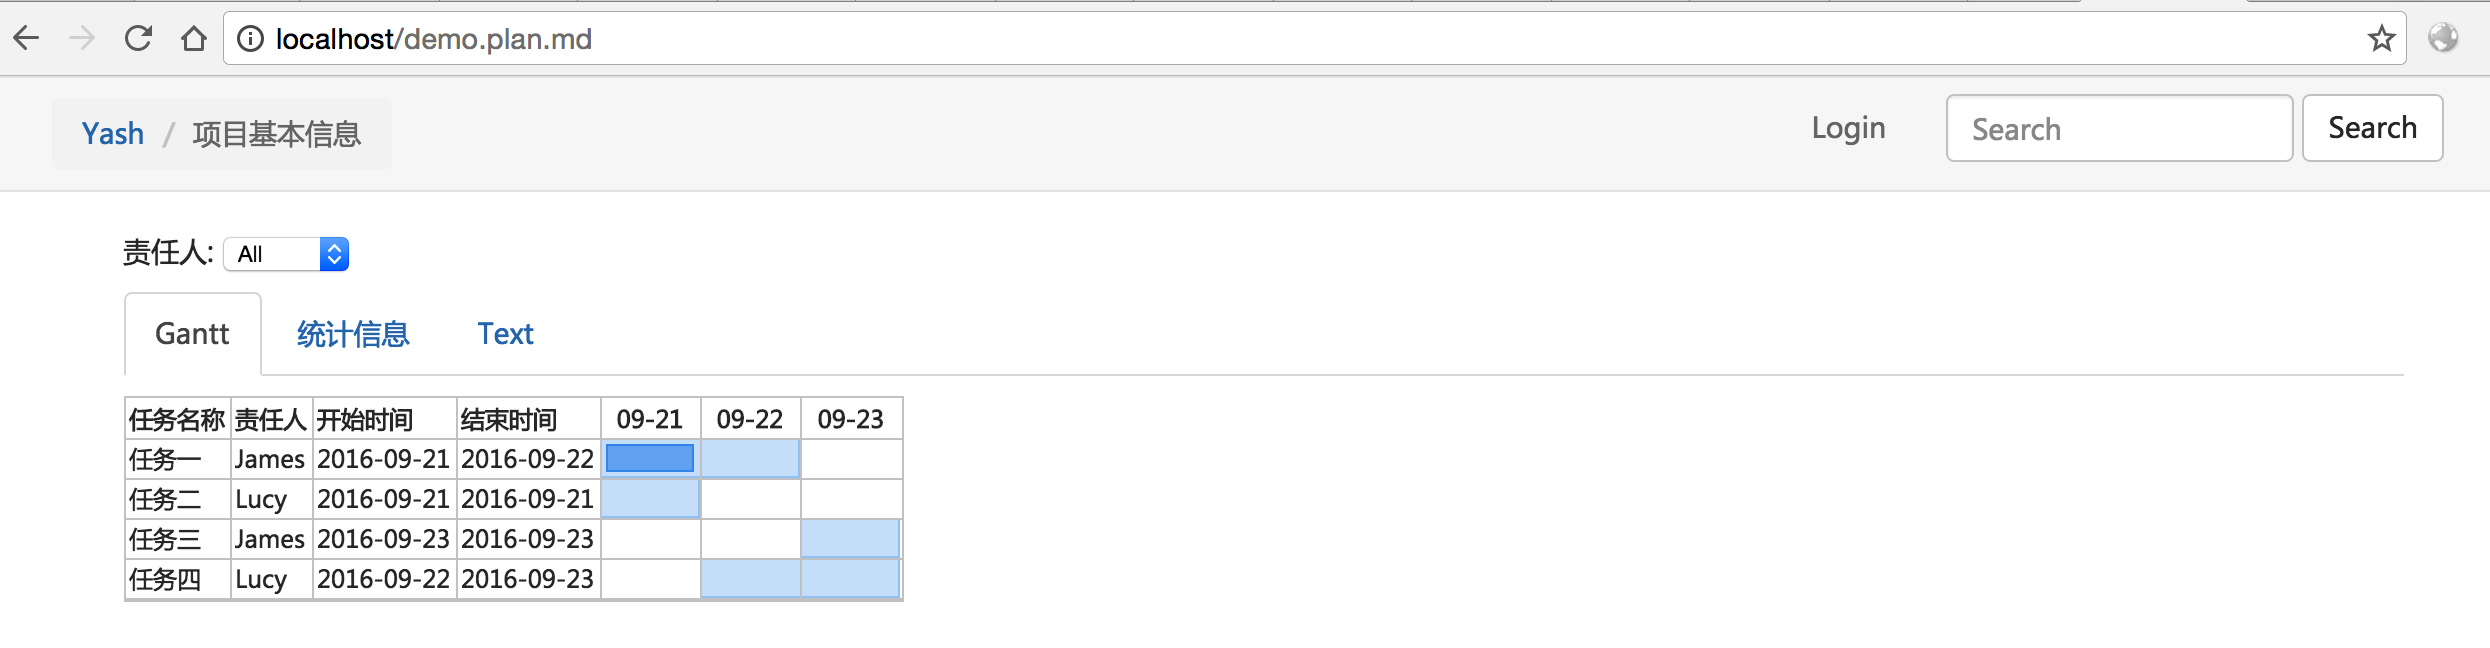 localhost/demo.plan.md
Yash / 项目基本信息 Login Search Search
责任人: All
Gantt 统计信息 Text
任务名称 责任人 开始时间 结束时间 09-21 09-22 09-23
任务一 James 2016-09-21 2016-09-22
任务二 Lucy 2016-09-21 2016-09-21
任务三 James 2016-09-23 2016-09-23
任务四 Lucy 2016-09-22 2016-09-23